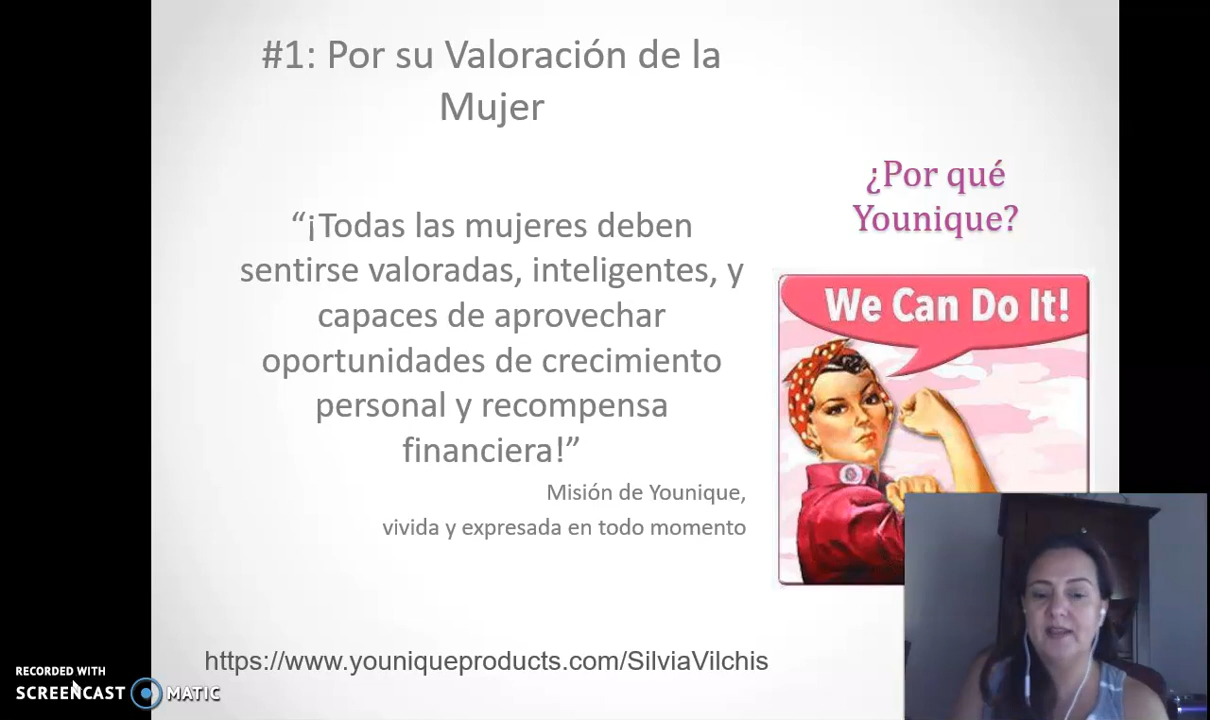 #1: Por su Valoración de la
Mujer
“¡Todas las mujeres deben
sentirse valoradas, inteligentes, y
capaces de aprovechar
oportunidades de crecimiento
personal y recompensa
financiera!”
Misión de Younique,
vivida y expresada en todo momento
¿Por qué
Younique?
We Can Do It!
https://www.youniqueproducts.com/SilviaVilchis
RECORDED WITH
SCREENCAST MATIC